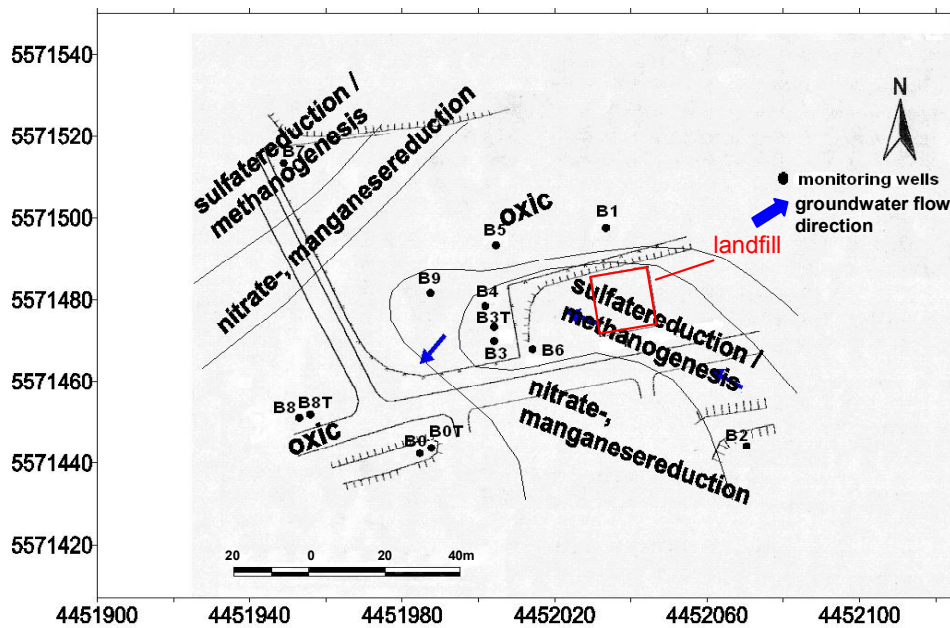 5571540
5571520
5571500
5571480
5571460
5571440
5571420
4451900
4451940
4451980
4452020
4452060
4452100
N
monitoring wells
groundwater flow
direction
landfill
sulfatereduction /
methanogenesis
nitrate-, manganesereduction
oxic
B7
B5
B1
B9
B4
B3T
B3
B6
sulfatereduction /
methanogenesis
nitrate-,
manganesereduction
B8
B8T
oxic
B0
B0T
B2
20
0
20
40m